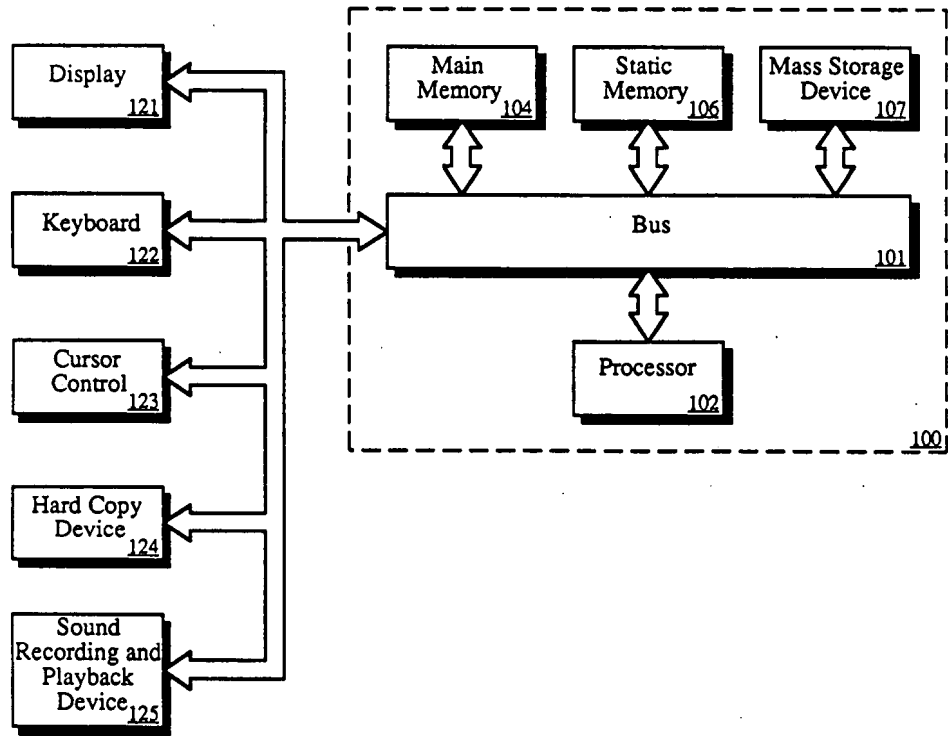 Display
121
Keyboard
122
Cursor
Control
123
Hard Copy
Device
124
Sound
Recording and
Playback
Device
125
Main
Memory
104
Static
Memory
106
Mass Storage
Device
107
Bus
101
Processor
102
100